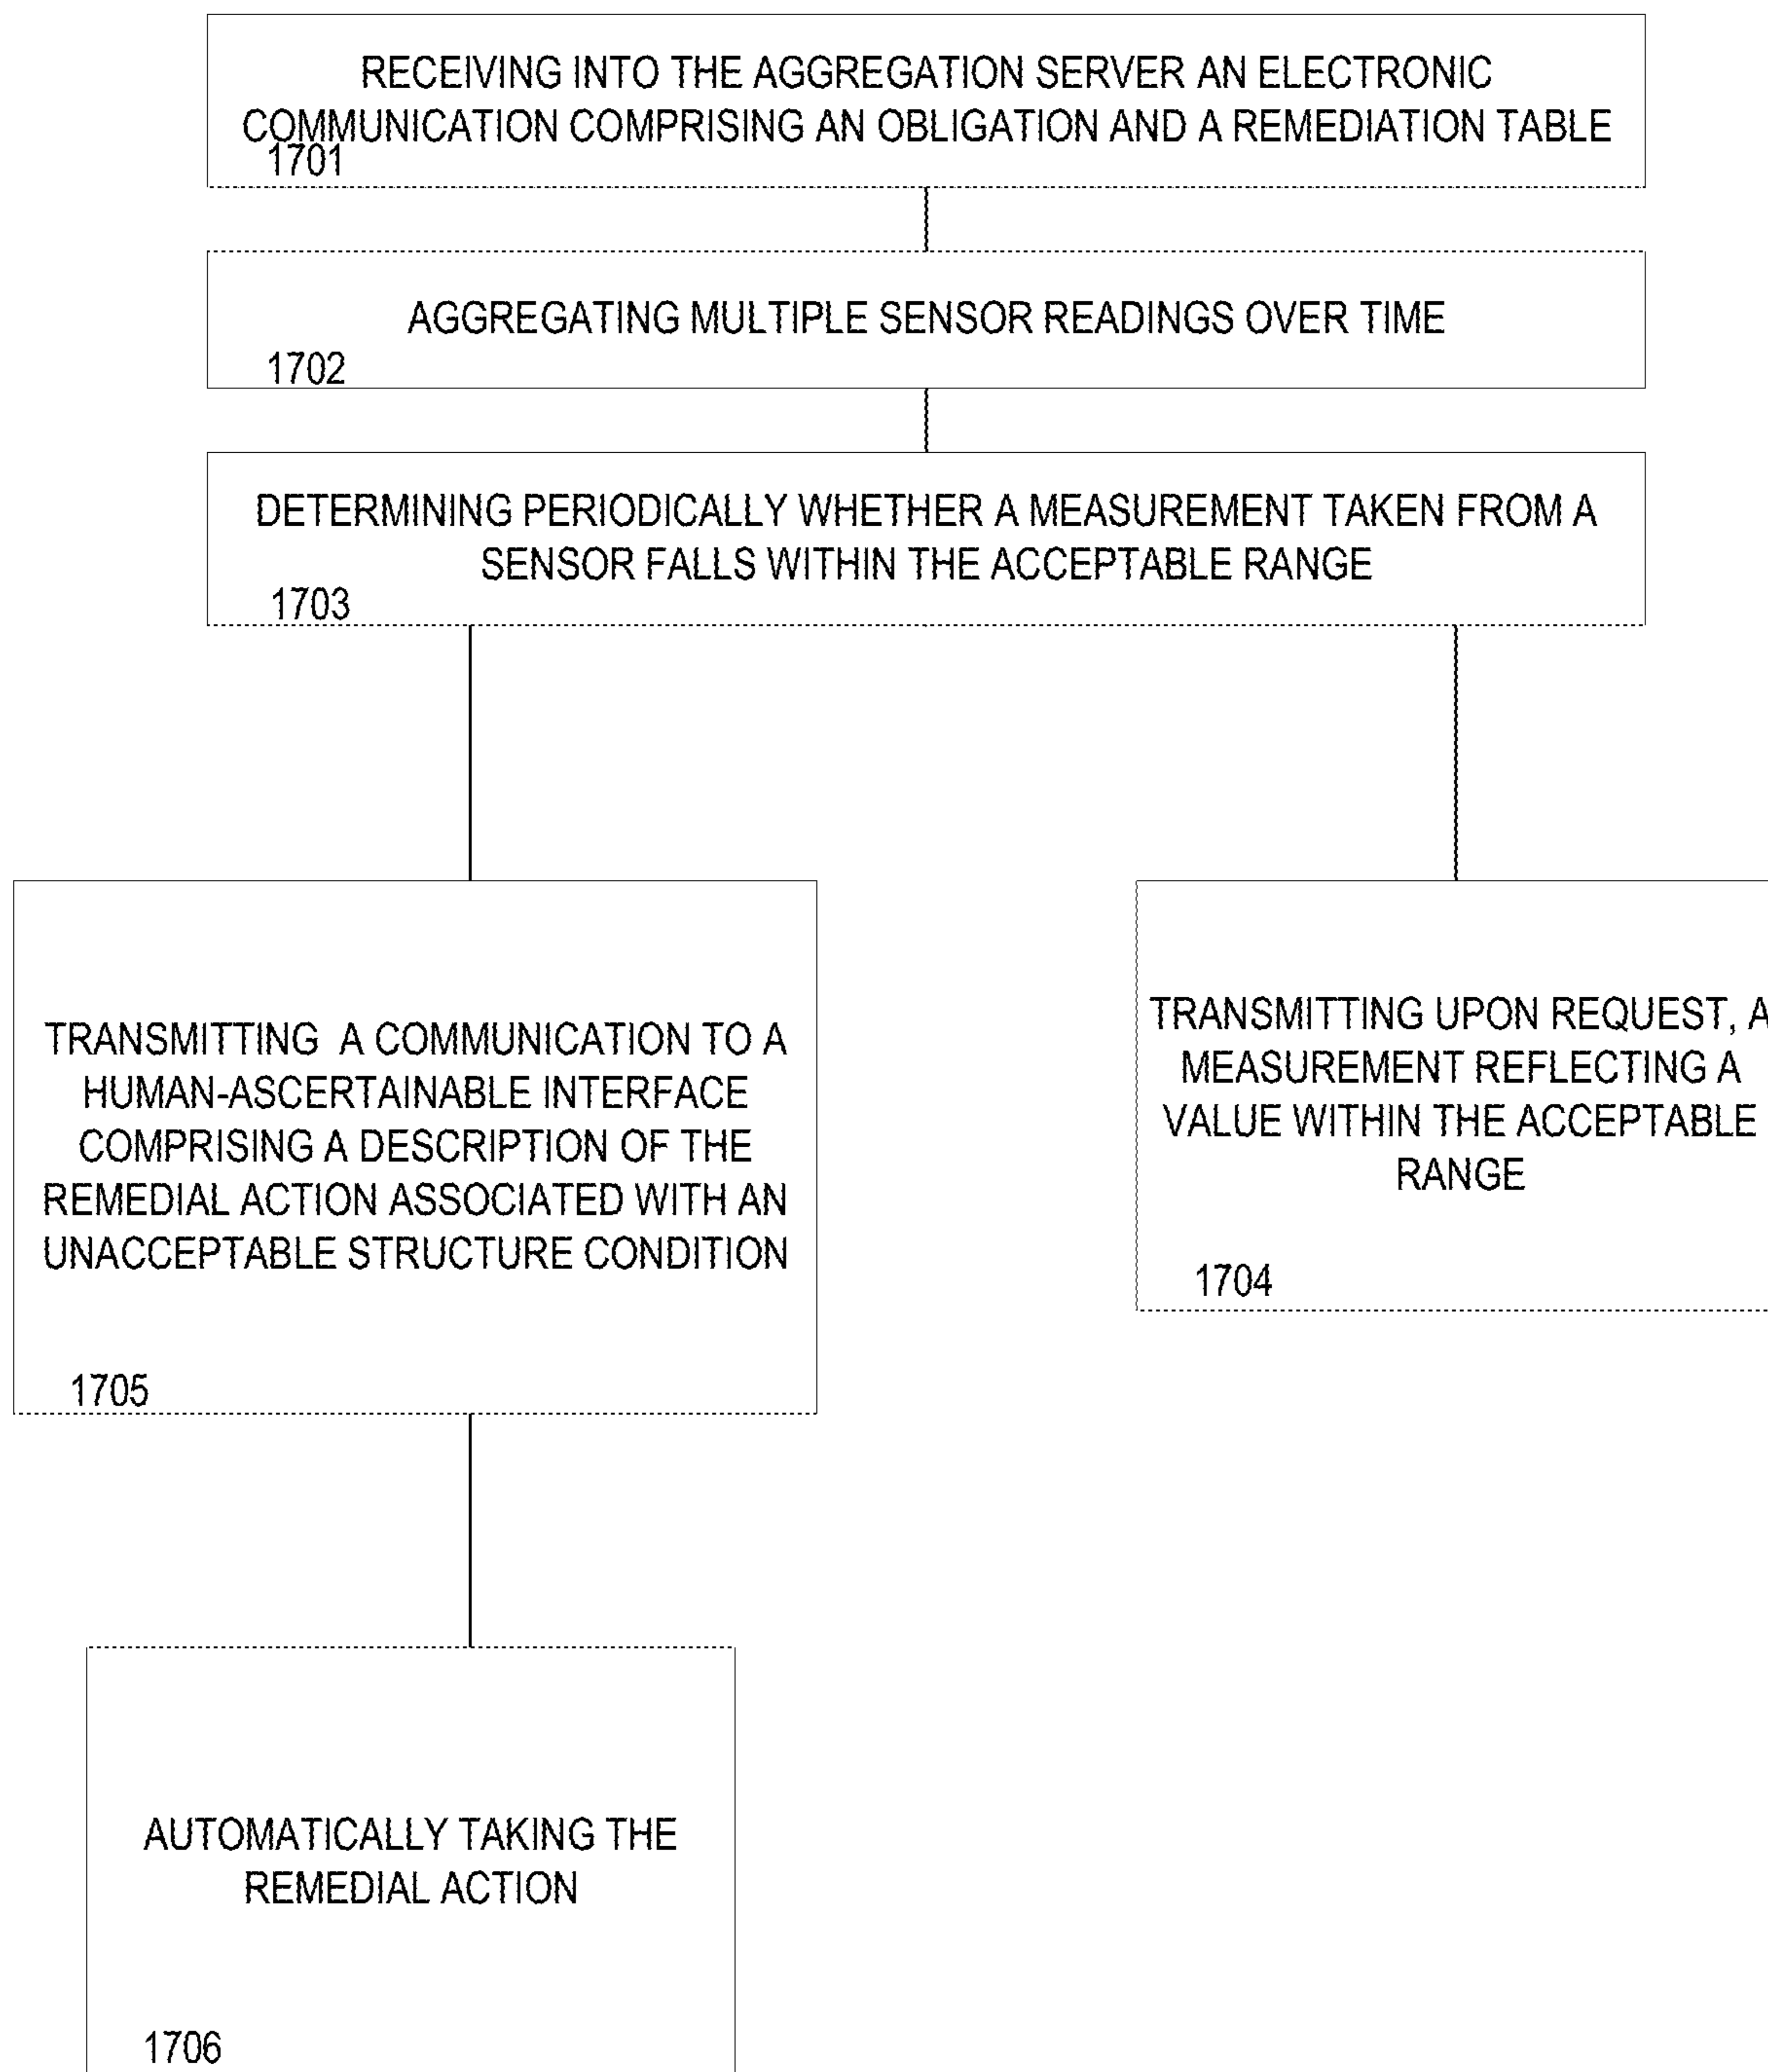 RECEIVING INTO THE AGGREGATION SERVER AN ELECTRONIC
COMMUNICATION COMPRISING AN OBLIGATION AND A REMEDIATION TABLE
1701
AGGREGATING MULTIPLE SENSOR READINGS OVER TIME
1702
DETERMINING PERIODICALLY WHETHER A MEASUREMENT TAKEN FROM A
SENSOR FALLS WITHIN THE ACCEPTABLE RANGE
1703
TRANSMITTING A COMMUNICATION TO A
HUMAN-ASCERTAINABLE INTERFACE
COMPRISING A DESCRIPTION OF THE
REMEDIAL ACTION ASSOCIATED WITH AN
UNACCEPTABLE STRUCTURE CONDITION
1705
TRANSMITTING UPON REQUEST, A
MEASUREMENT REFLECTING A
VALUE WITHIN THE ACCEPTABLE
RANGE
1704
AUTOMATICALLY TAKING THE
REMEDIAL ACTION
1706